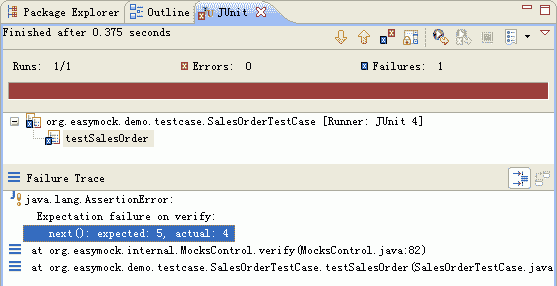 Package Explorer Outline JUnit
Finished after 0.375 seconds
Runs: 1/1 Errors: 0 Failures: 1
org.easymock.demo.testcase.SalesOrderTestCase [Runner: JUnit 4]
testSalesOrder
Failure Trace
java.lang.AssertionError:
Expectation failure on verify:
next(): expected: 5, actual: 4
at org.easymock.internal.MocksControl.verify(MocksControl.java:82)
at org.easymock.demo.testcase.SalesOrderTestCase.testSalesOrder(SalesOrderTestCase.java